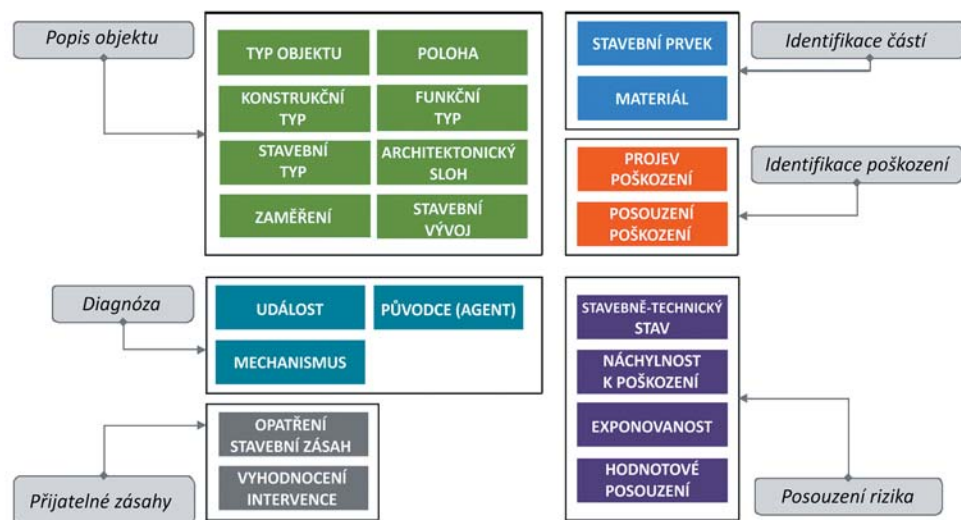 Popis objektu
TYP OBJEKTU
POLOHA
KONSTRUKČNÍ
TYP
FUNKČNÍ
TYP
STAVEBNÍ
TYP
ARCHITEKTONICKÝ
SLOH
ZAMĚŘENÍ
STAVEBNÍ
VÝVOJ
STAVEBNÍ PRVEK
MATERIÁL
Identifikace částí
PROJEV
POŠKOZENÍ
POSOUZENÍ
POŠKOZENÍ
Identifikace poškození
Diagnóza
UDÁLOST
PŮVODCE (AGENT)
MECHANISMUS
STAVEBNĚ-TECHNICKÝ
STAV
NÁCHYLNOST
K POŠKOZENÍ
EXPONOVANOST
HODNOTOVÉ
POSOUZENÍ
Posouzení rizika
OPATŘENÍ
STAVEBNÍ ZÁSAH
VYHODNOCENÍ
INTERVENCE
Přijatelné zásahy